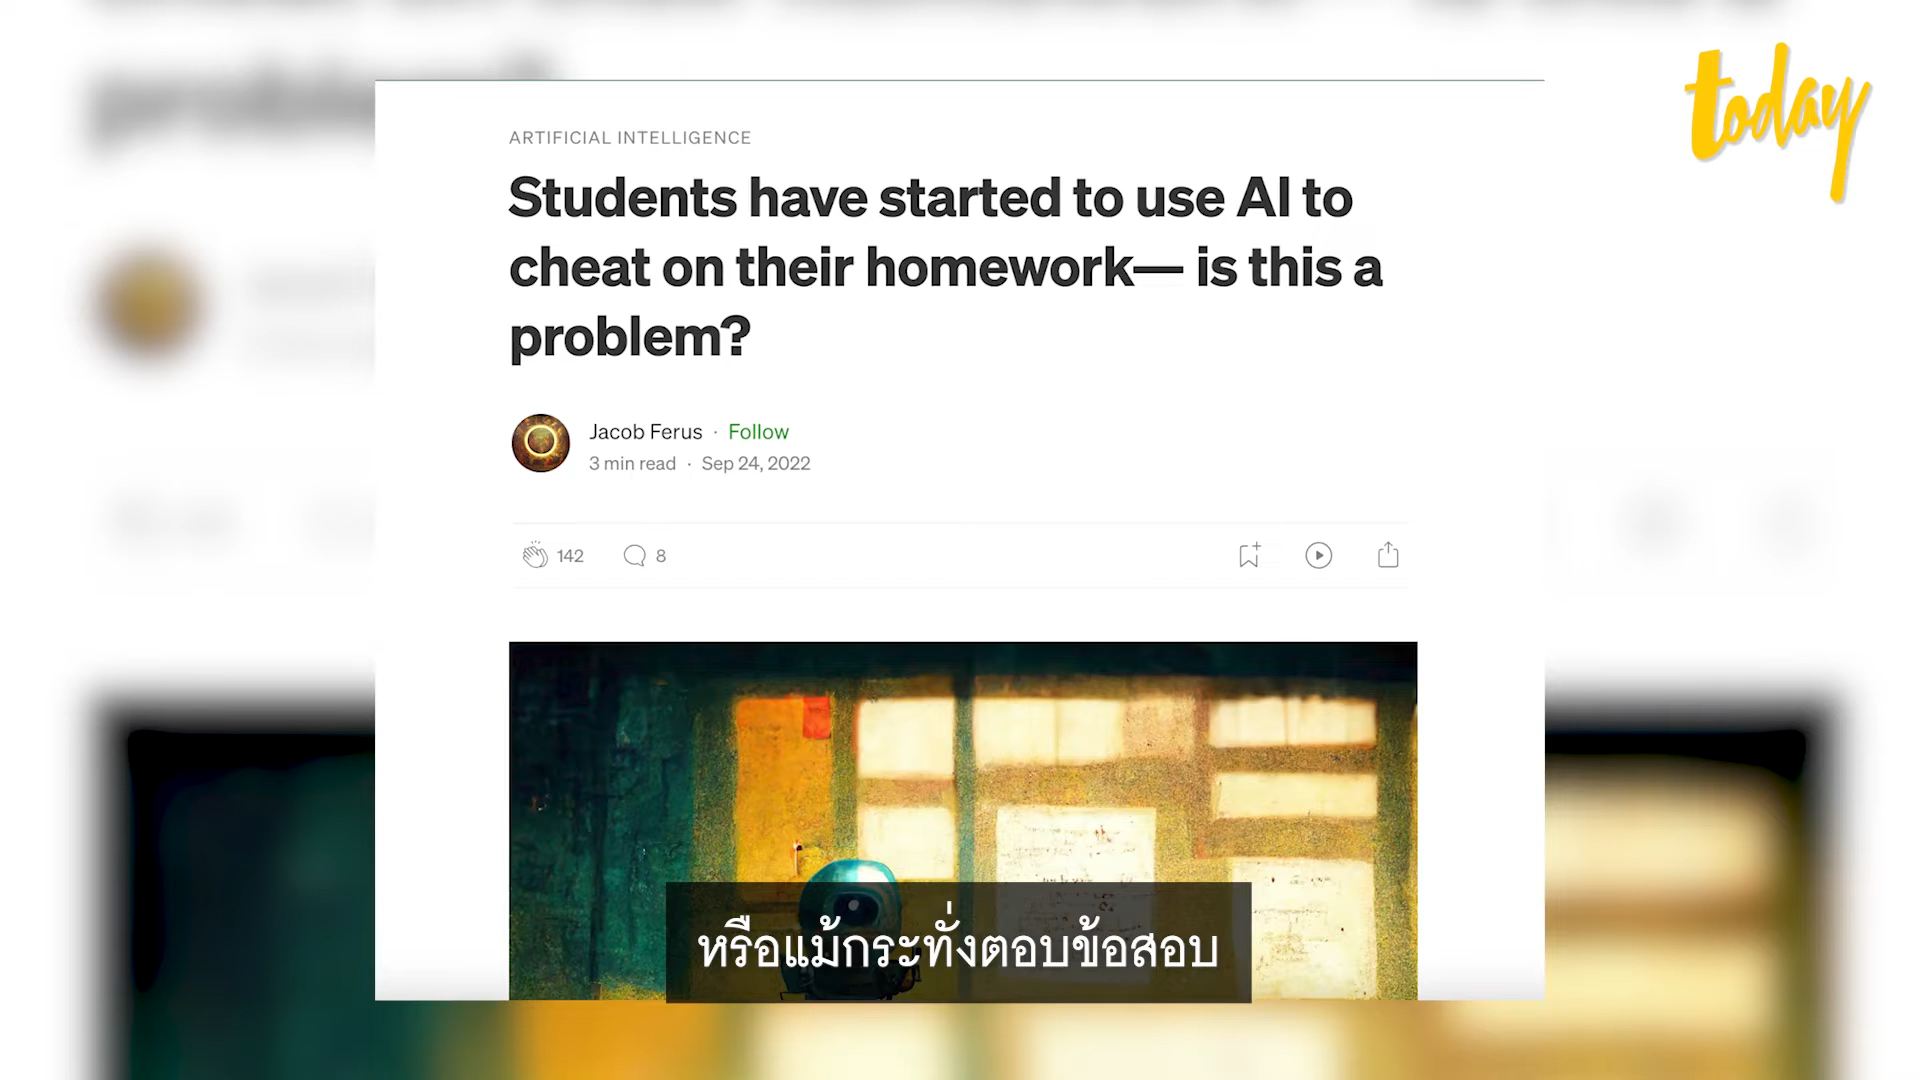 today
ARTIFICIAL INTELLIGENCE
Students have started to use AI to
cheat on their homework— is this a
problem?
Jacob Ferus · Follow
3 min read · Sep 24, 2022
142 8
หรือแม้กระทั่งตอบข้อสอบ